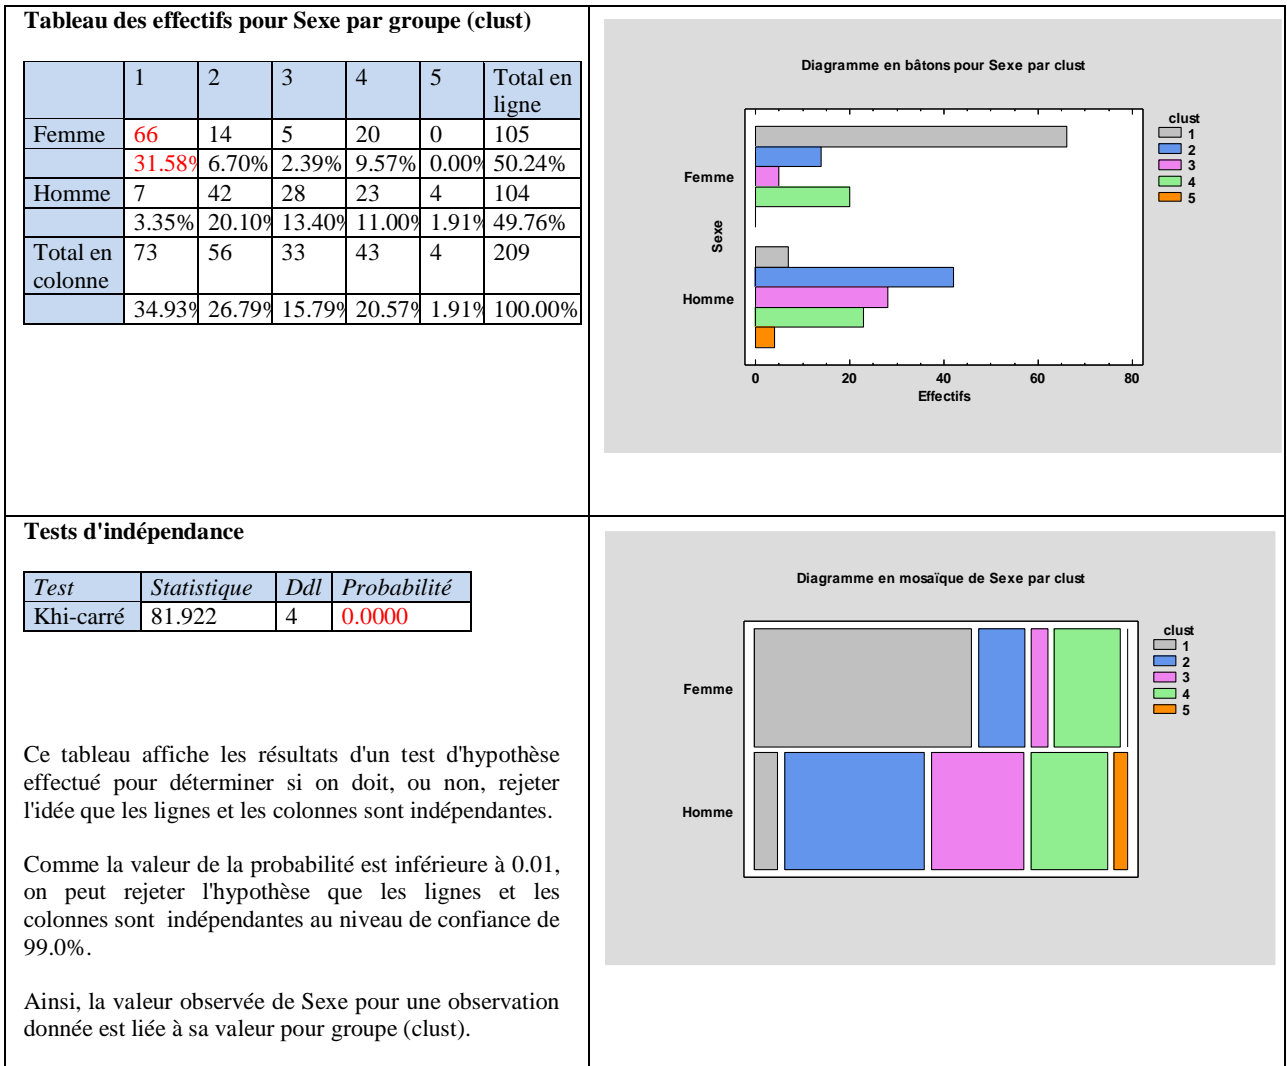 Tableau des effectifs pour Sexe par groupe (clust)
1 2 3 4 5 Total en
ligne
Femme 66 14 5 20 0 105
31.58% 6.70% 2.39% 9.57% 0.00% 50.24%
Homme 7 42 28 23 4 104
3.35% 20.10% 13.40% 11.00% 1.91% 49.76%
Total en 73 56 33 43 4 209
colonne
34.93% 26.79% 15.79% 20.57% 1.91% 100.00%
Diagramme en bâtons pour Sexe par clust
clust
1
2
3
4
5
Femme
Sexe
Homme
0 20 40 60 80
Effectifs
Tests d'indépendance
Test Statistique Ddl Probabilité
Khi-carré 81.922 4 0.0000
Ce tableau affiche les résultats d'un test d'hypothèse
effectué pour déterminer si on doit, ou non, rejeter
l'idée que les lignes et les colonnes sont indépendantes.
Comme la valeur de la probabilité est inférieure à 0.01,
on peut rejeter l'hypothèse que les lignes et les
colonnes sont indépendantes au niveau de confiance de
99.0%.
Ainsi, la valeur observée de Sexe pour une observation
donnée est liée à sa valeur pour groupe (clust).
Diagramme en mosaïque de Sexe par clust
clust
1
2
3
4
5
Femme
Homme